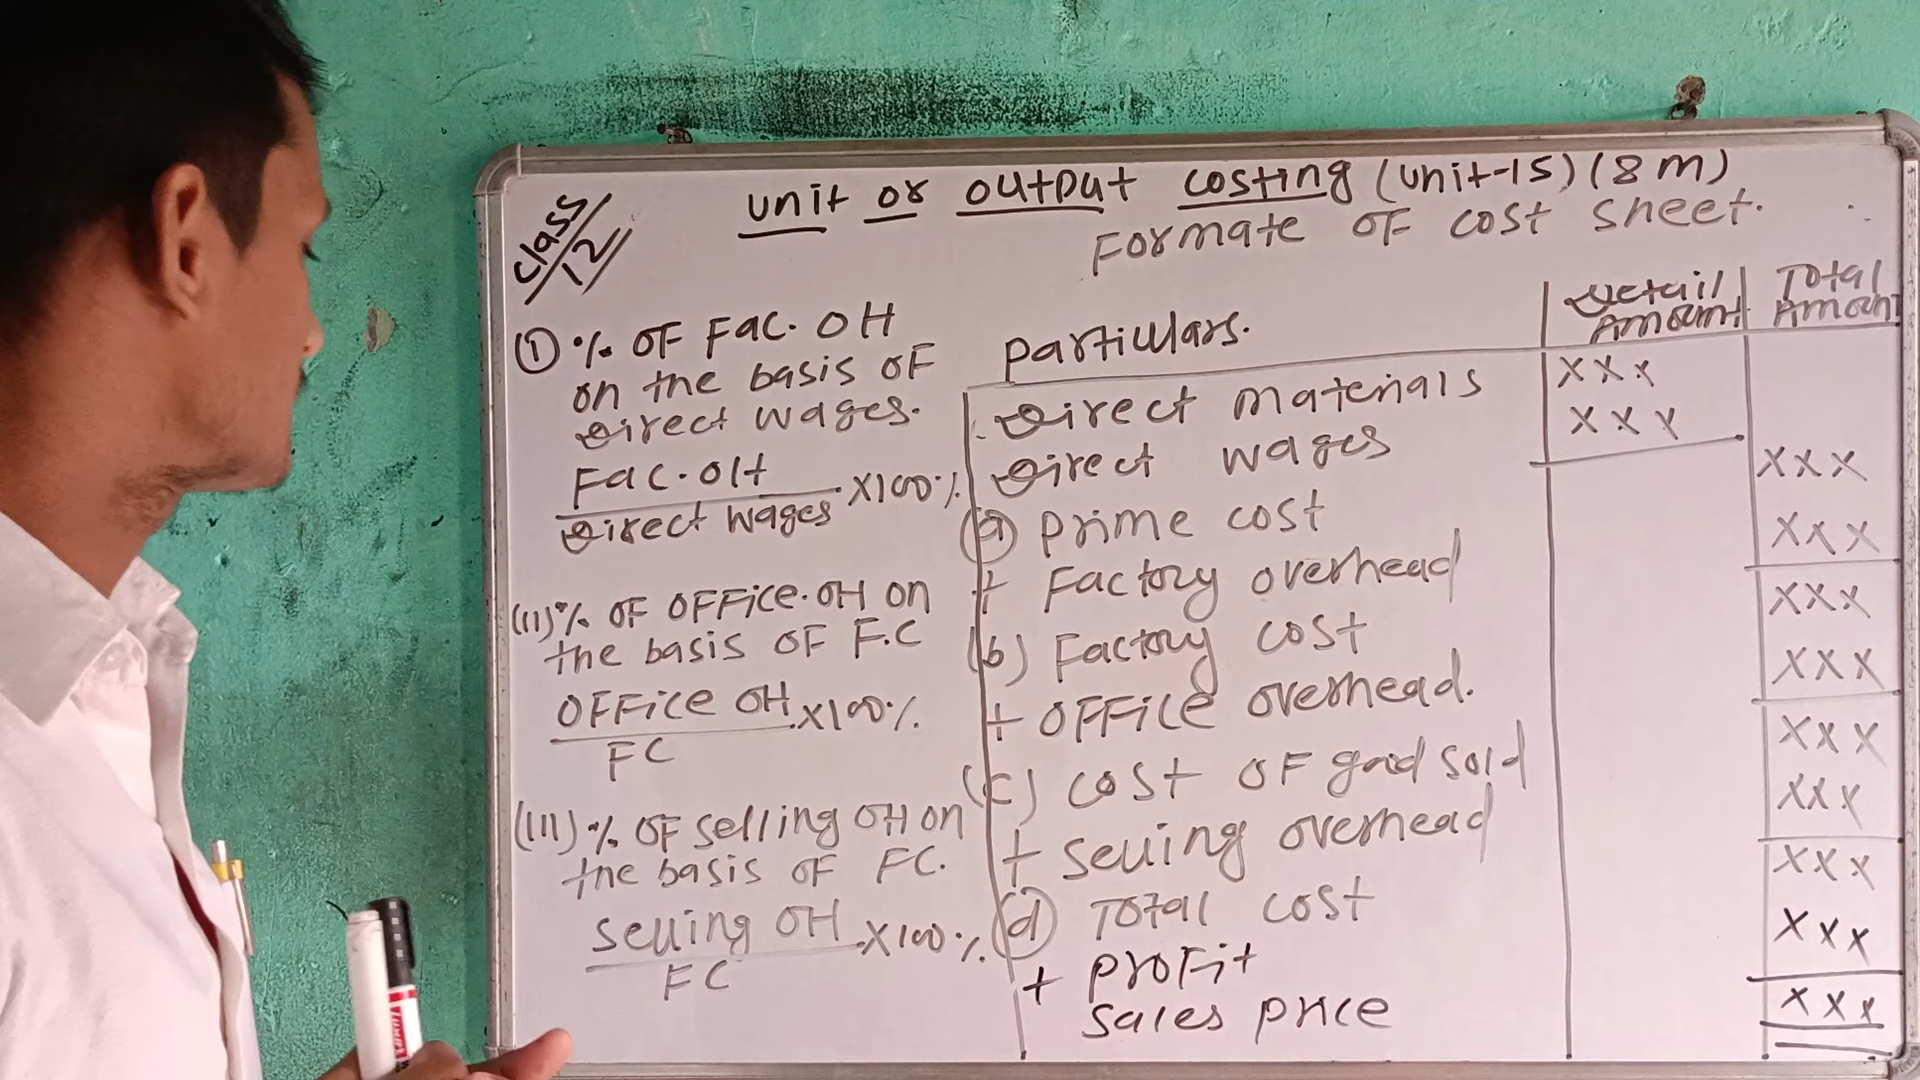 Class
12
Unit or output costing (Unit-15) (8 m)
Formate of cost sheet.
(I) % of Fac. OH
on the basis of
Direct wages.
Fac. OH
Direct wages ×100%
(II) % of office. OH on
the basis of F.C
office OH ×100%
FC
(III) % of selling OH on
the basis of FC.
selling OH ×100%
FC
Particulars. Detail Amount Total Amount
Direct materials XXX
Direct wages XXX
(a) Prime cost XXX
+ Factory overhead XXX
(b) Factory cost XXX
+ office overhead. XXX
(c) cost of good sold XXX
+ selling overhead XXX
(d) Total cost XXX
+ Profit XXX
Sales price XXX